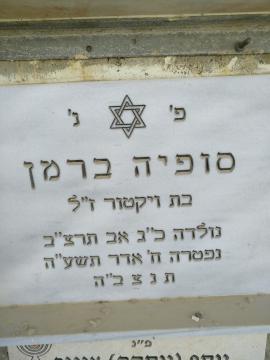 פ' נ'
סופיה ברמן
בת ויקטור ז"ל
נולדה כ"ג אב תרצ"ב
נפטרה ח' אדר תשע"ה
ת נ צ ב "ה
פ"נ